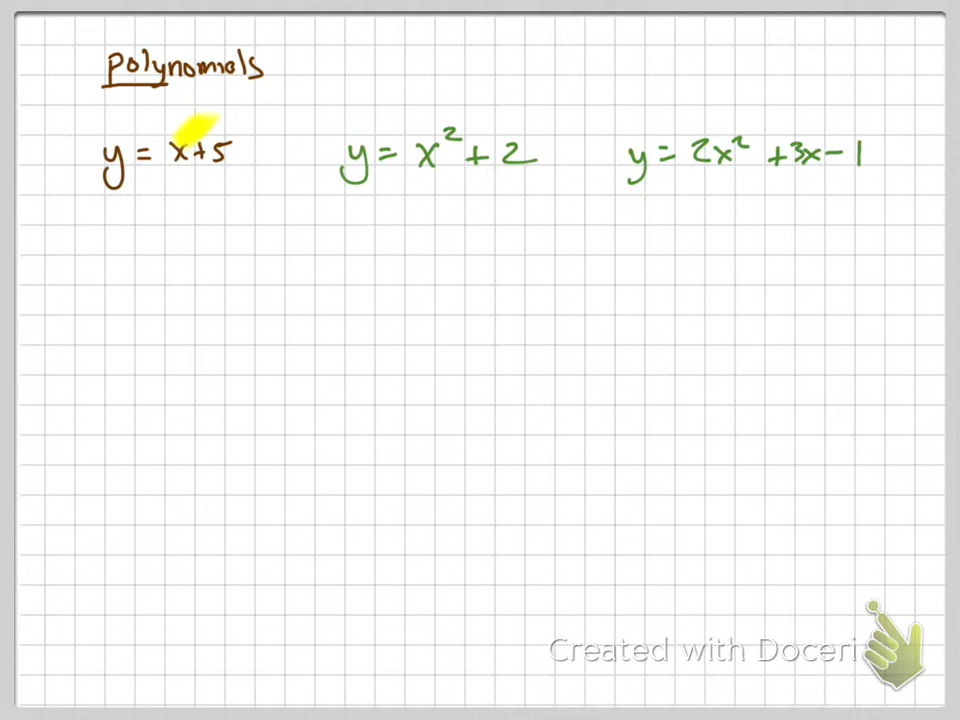 polynomials
y = x+5 y = x² + 2 y = 2x² + 3x - 1
Created with Doceri